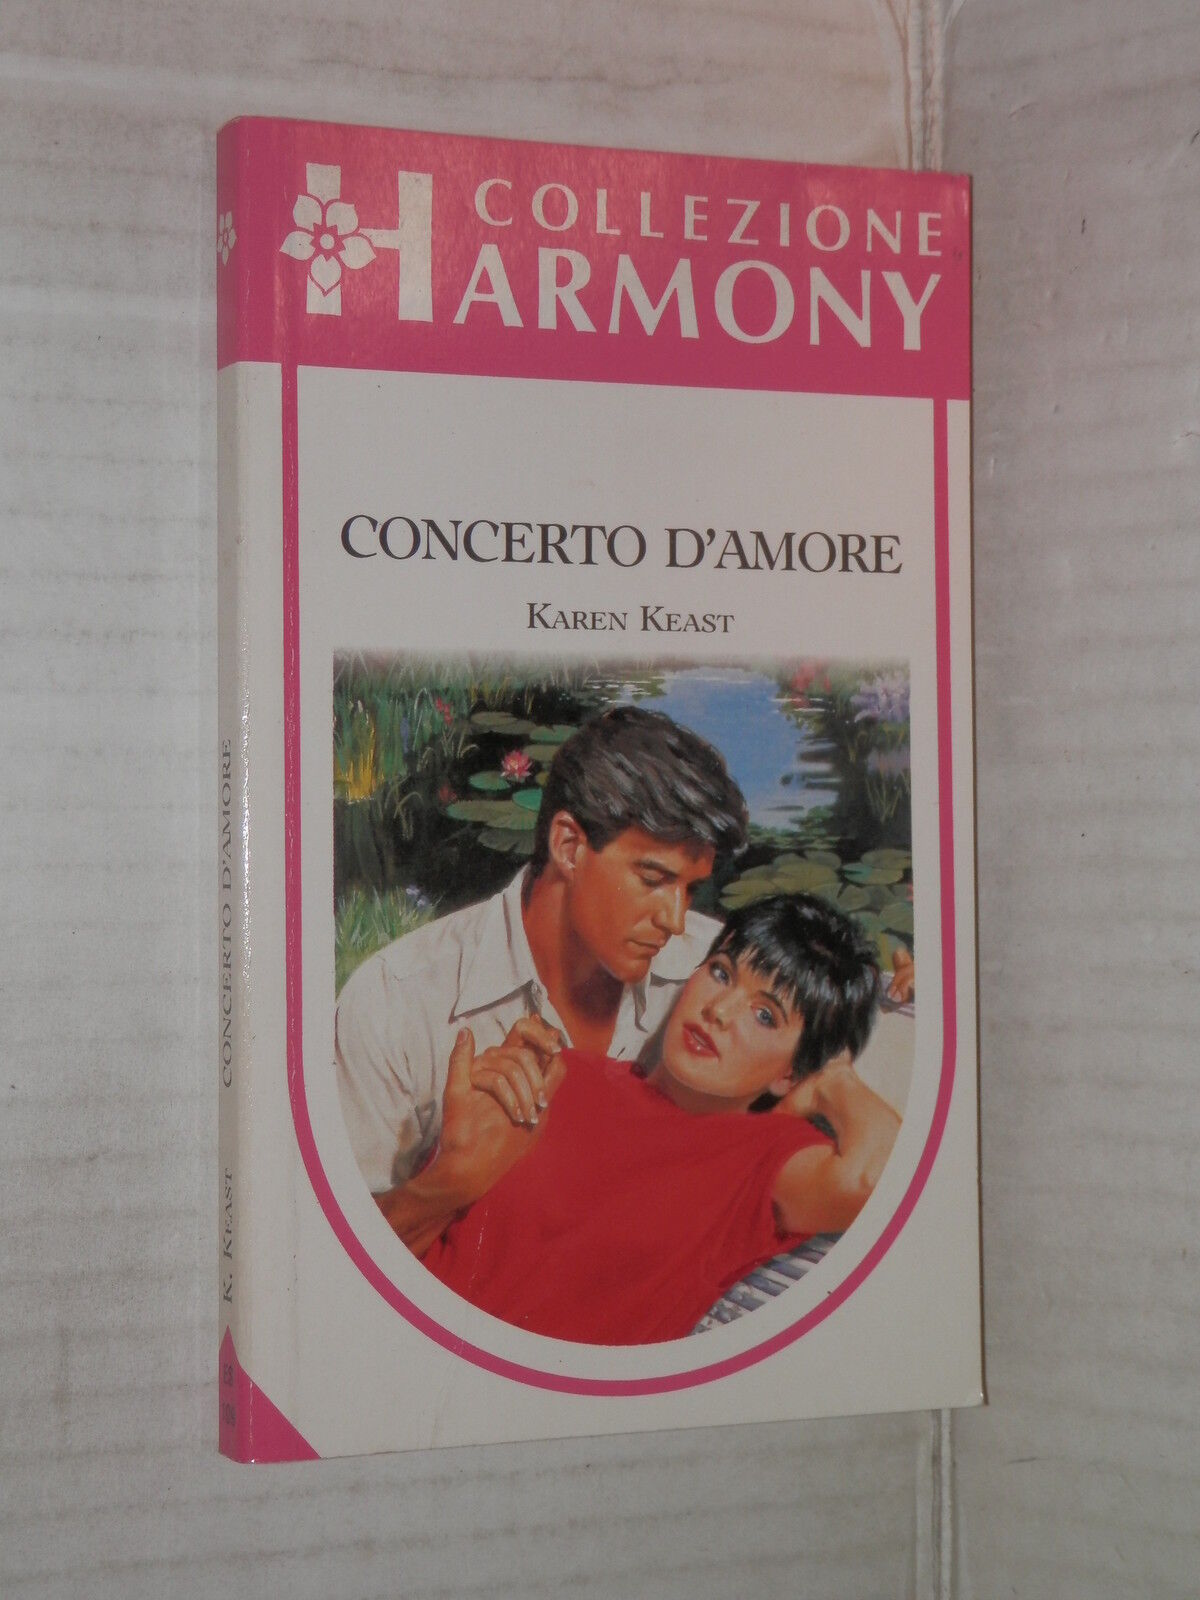 COLLEZIONE
HARMONY
CONCERTO D'AMORE
KAREN KEAST
K. KEAST CONCERTO D'AMORE